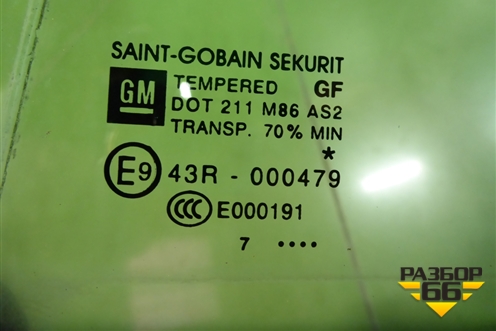 SAINT-GOBAIN SEKURIT
GM TEMPERED GF
DOT 211 M86 AS2
TRANSP. 70% MIN
*
E9 43R - 000479
CCC E000191
7 ....
РАЗБОР
66